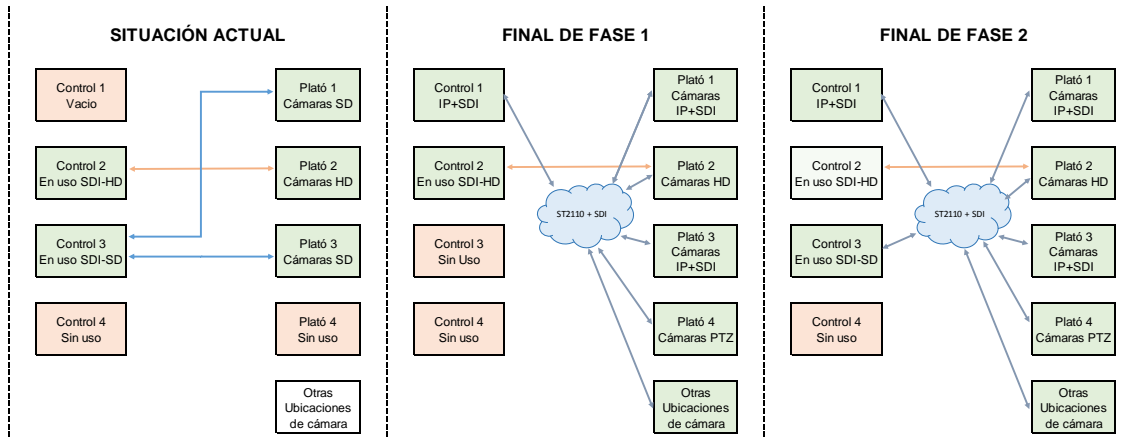 SITUACIÓN ACTUAL
Control 1
Vacio
Plató 1
Cámaras SD
Control 2
En uso SDI-HD
Plató 2
Cámaras HD
Control 3
En uso SDI-SD
Plató 3
Cámaras SD
Control 4
Sin uso
Plató 4
Sin uso
Otras
Ubicaciones
de cámara
FINAL DE FASE 1
Control 1
IP+SDI
Plató 1
Cámaras
IP+SDI
Control 2
En uso SDI-HD
Plató 2
Cámaras HD
ST2110 + SDI
Control 3
Sin Uso
Plató 3
Cámaras
IP+SDI
Control 4
Sin uso
Plató 4
Cámaras PTZ
Otras
Ubicaciones
de cámara
FINAL DE FASE 2
Control 1
IP+SDI
Plató 1
Cámaras
IP+SDI
Control 2
En uso SDI-HD
Plató 2
Cámaras HD
ST2110 + SDI
Control 3
En uso SDI-SD
Plató 3
Cámaras
IP+SDI
Control 4
Sin uso
Plató 4
Cámaras PTZ
Otras
Ubicaciones
de cámara